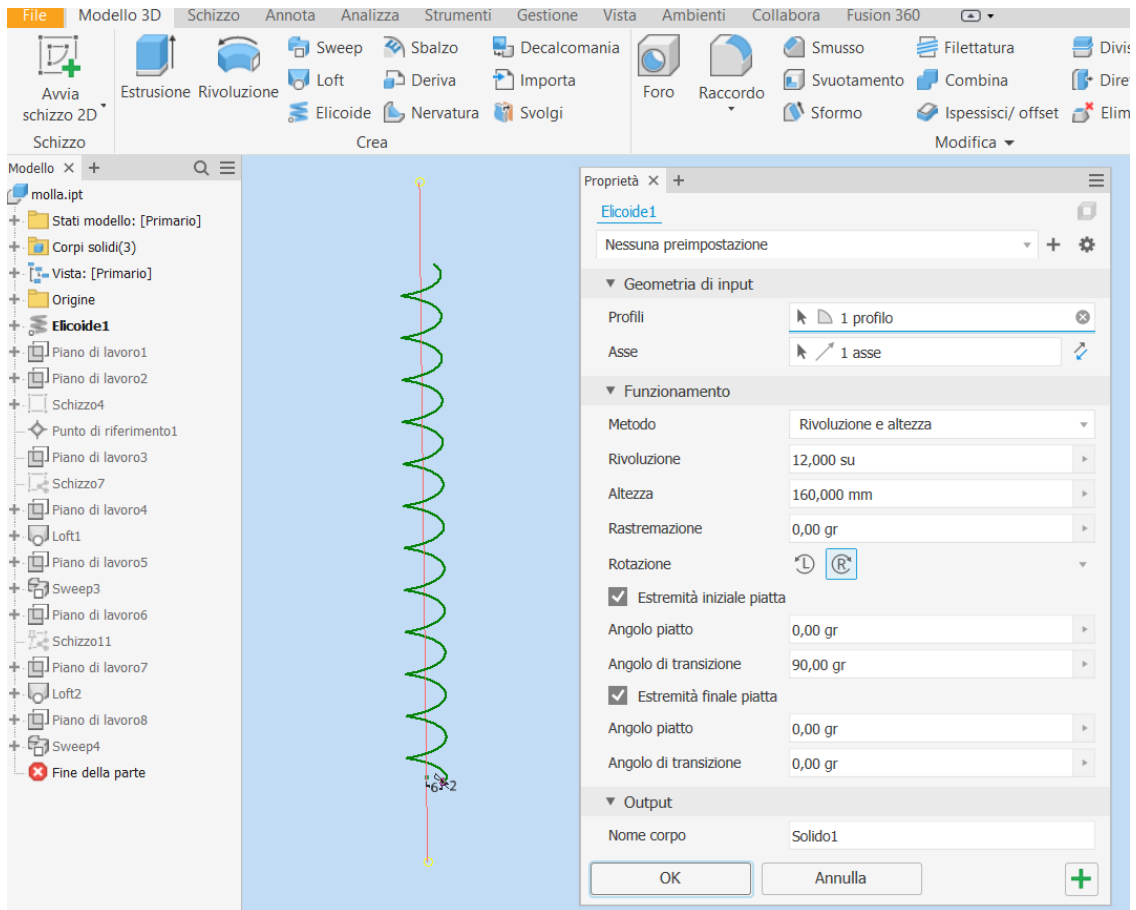 File Modello 3D Schizzo Annota Analizza Strumenti Gestione Vista Ambienti Collabora Fusion 360
Avvia
schizzo 2D
Schizzo
Estrusione
Rivoluzione
Sweep
Loft
Elicoide
Sbalzo
Deriva
Nervatura
Decalcomania
Importa
Svolgi
Crea
Foro
Raccordo
Smusso
Svuotamento
Sformo
Filettatura
Combina
Ispessisci/ offset
Divis
Dire
Elim
Modifica
Modello
molla.ipt
Stati modello: [Primario]
Corpi solidi(3)
Vista: [Primario]
Origine
Elicoide1
Piano di lavoro1
Piano di lavoro2
Schizzo4
Punto di riferimento1
Piano di lavoro3
Schizzo7
Piano di lavoro4
Loft1
Piano di lavoro5
Sweep3
Piano di lavoro6
Schizzo11
Piano di lavoro7
Loft2
Piano di lavoro8
Sweep4
Fine della parte
Proprietà
Elicoide1
Nessuna preimpostazione
Geometria di input
Profili 1 profilo
Asse 1 asse
Funzionamento
Metodo Rivoluzione e altezza
Rivoluzione 12,000 su
Altezza 160,000 mm
Rastremazione 0,00 gr
Rotazione L R
Estremità iniziale piatta
Angolo piatto 0,00 gr
Angolo di transizione 90,00 gr
Estremità finale piatta
Angolo piatto 0,00 gr
Angolo di transizione 0,00 gr
Output
Nome corpo Solido1
OK Annulla